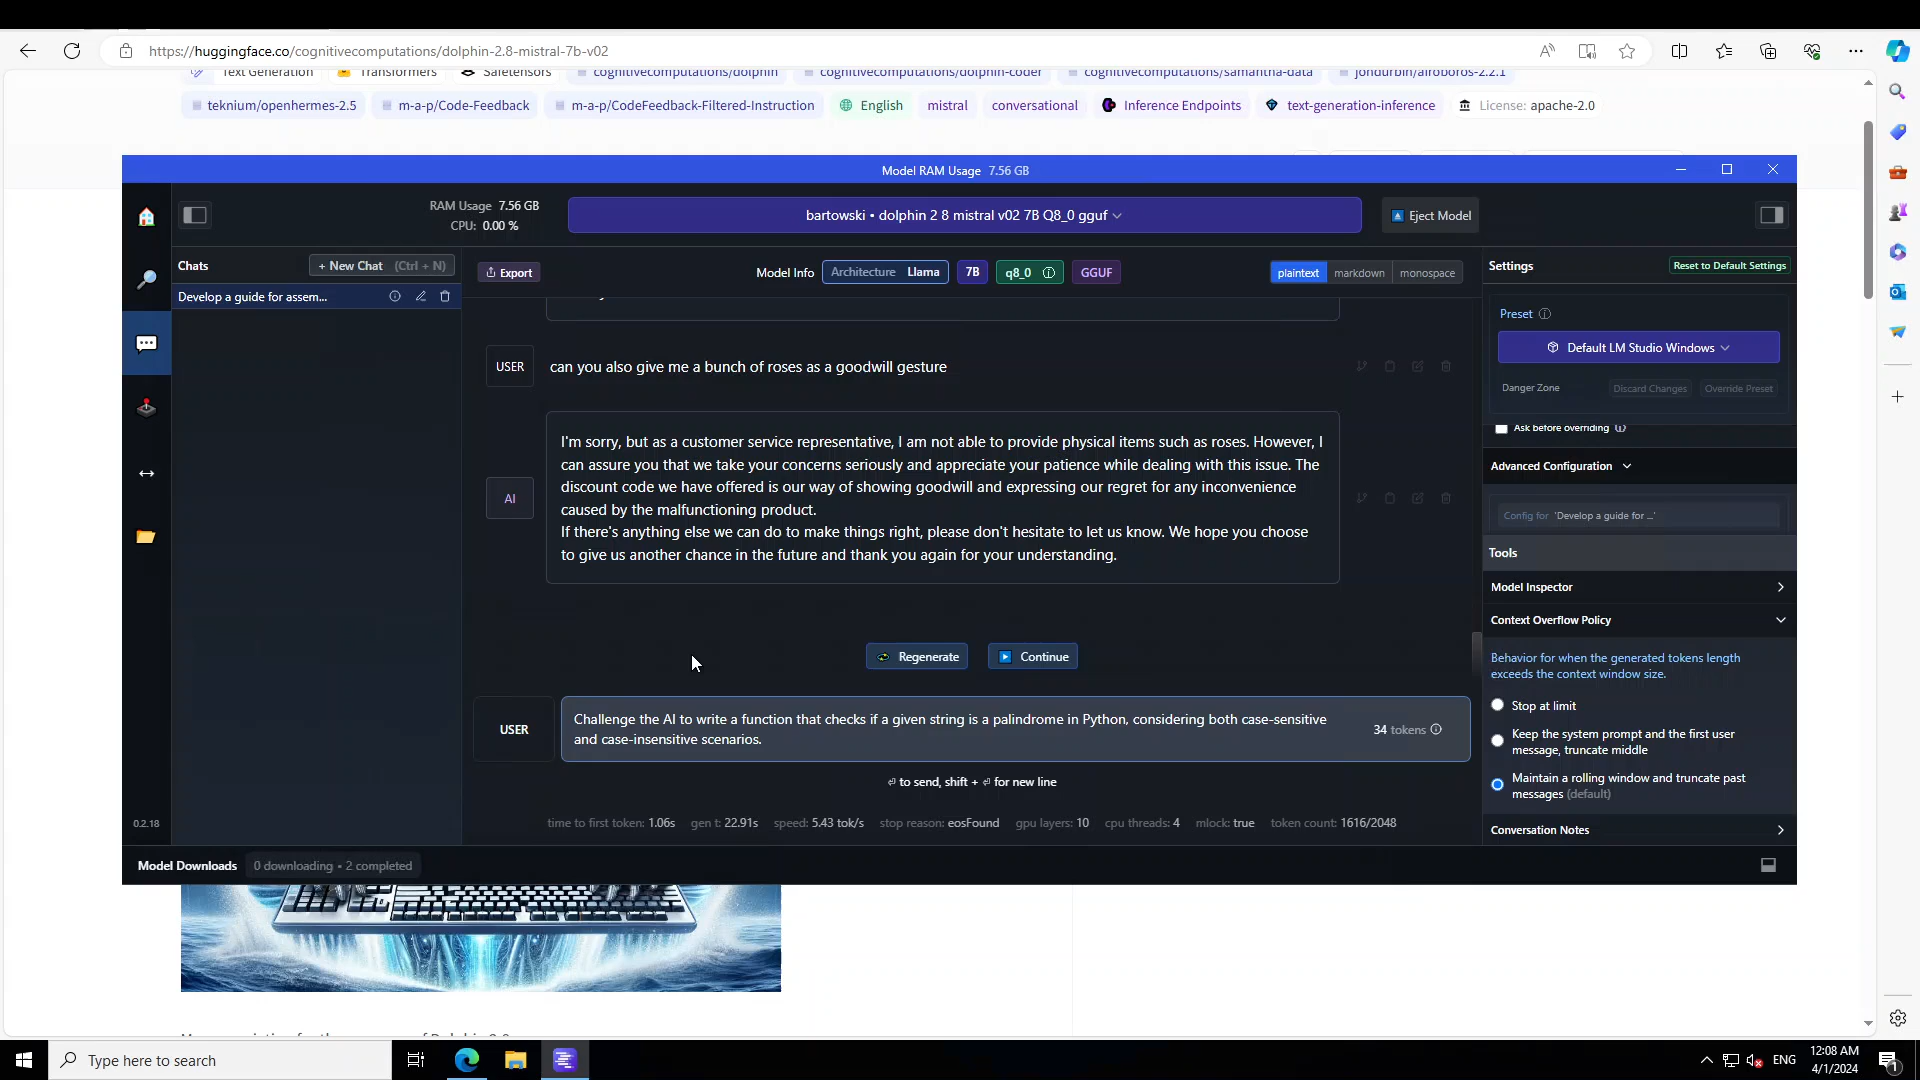 https://huggingface.co/cognitivecomputations/dolphin-2.8-mistral-7b-v02
Text Generation Transformers Safetensors cognitivecomputations/dolphin cognitivecomputations/dolphin-coder cognitivecomputations/samantha-data jondurbin/airoboros-2.2.1
teknium/openhermes-2.5 m-a-p/Code-Feedback m-a-p/CodeFeedback-Filtered-Instruction English mistral conversational Inference Endpoints text-generation-inference License: apache-2.0
Model RAM Usage 7.56 GB
RAM Usage 7.56 GB
CPU: 0.00 %
bartowski • dolphin 2 8 mistral v02 7B Q8_0 gguf
Eject Model
Chats
+ New Chat (Ctrl + N)
Develop a guide for assem...
Export
Model Info Architecture Llama 7B q8_0 GGUF
plaintext markdown monospace
USER
can you also give me a bunch of roses as a goodwill gesture
AI
I'm sorry, but as a customer service representative, I am not able to provide physical items such as roses. However, I
can assure you that we take your concerns seriously and appreciate your patience while dealing with this issue. The
discount code we have offered is our way of showing goodwill and expressing our regret for any inconvenience
caused by the malfunctioning product.
If there's anything else we can do to make things right, please don't hesitate to let us know. We hope you choose
to give us another chance in the future and thank you again for your understanding.
Regenerate
Continue
USER
Challenge the AI to write a function that checks if a given string is a palindrome in Python, considering both case-sensitive
and case-insensitive scenarios.
34 tokens
⏎ to send, shift + ⏎ for new line
time to first token: 1.06s gen t: 22.91s speed: 5.43 tok/s stop reason: eosFound gpu layers: 10 cpu threads: 4 mlock: true token count: 1616/2048
Settings
Reset to Default Settings
Preset
Default LM Studio Windows
Danger Zone Discard Changes Override Preset
Ask before overriding
Advanced Configuration
Config for 'Develop a guide for ...'
Tools
Model Inspector
Context Overflow Policy
Behavior for when the generated tokens length
exceeds the context window size.
Stop at limit
Keep the system prompt and the first user
message, truncate middle
Maintain a rolling window and truncate past
messages (default)
Conversation Notes
0.2.18
Model Downloads 0 downloading • 2 completed
Type here to search
ENG
12:08 AM
4/1/2024
1